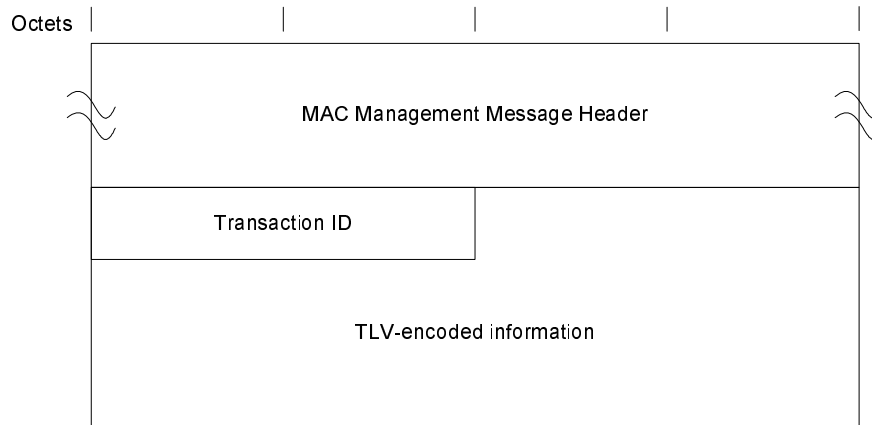 Octets
MAC Management Message Header
Transaction ID
TLV-encoded information